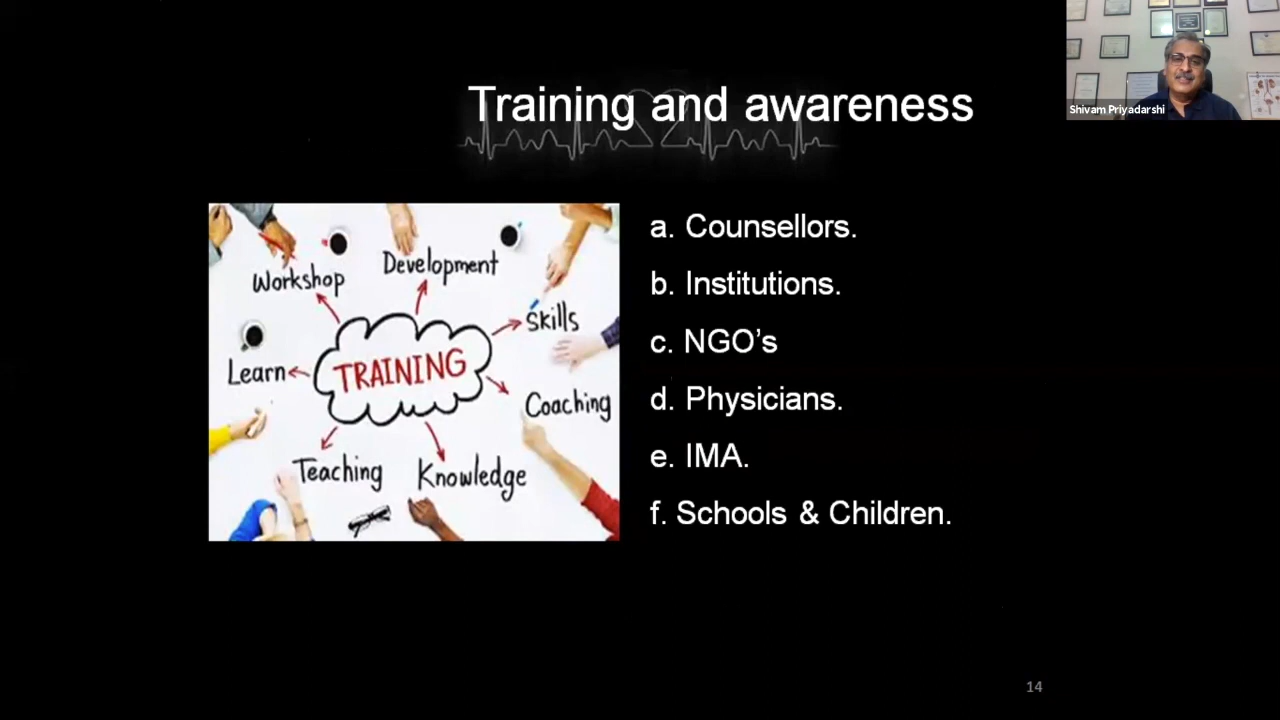 Shivam Priyadarshi
Training and awareness
Workshop
Development
Skills
Learn
TRAINING
Coaching
Teaching
Knowledge
a. Counsellors.
b. Institutions.
c. NGO’s
d. Physicians.
e. IMA.
f. Schools & Children.
14